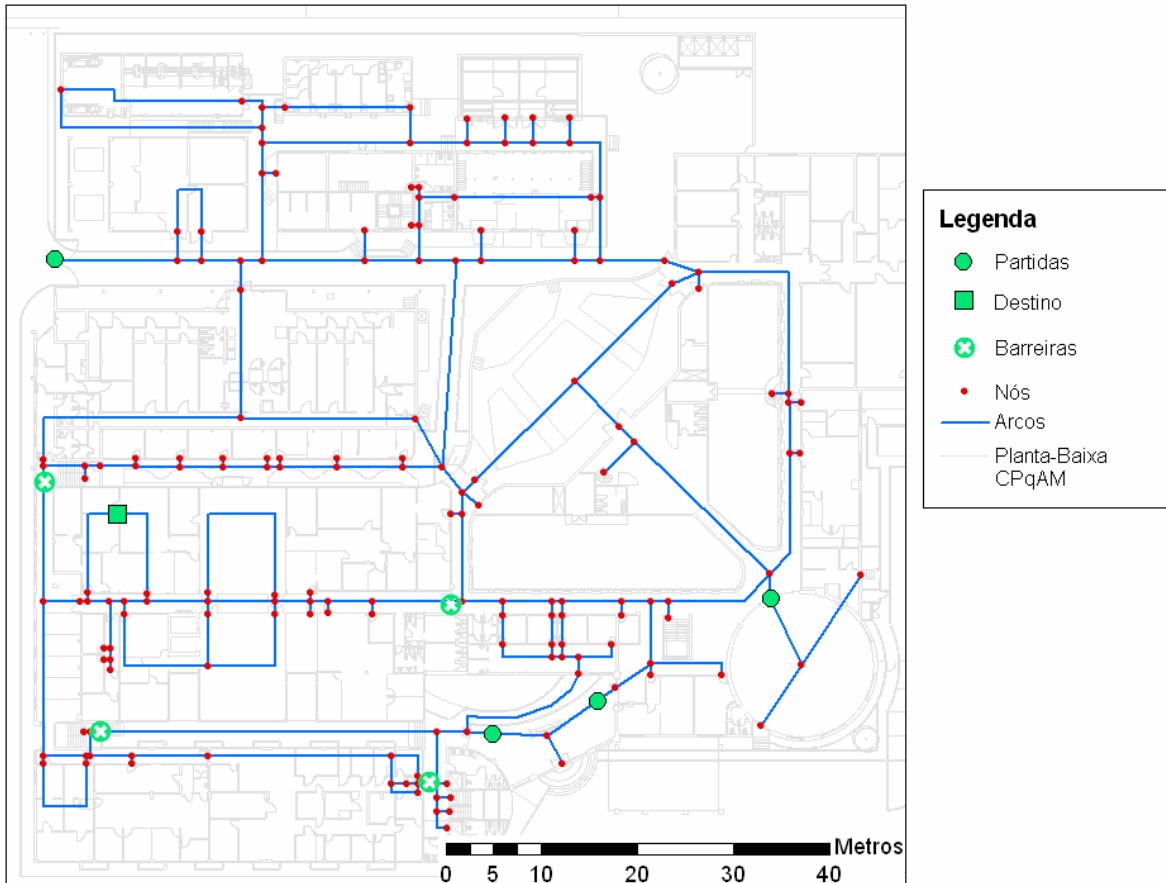 Legenda
Partidas
Destino
Barreiras
Nós
Arcos
Planta-Baixa
CPqAM
Metros
0 5 10 20 30 40